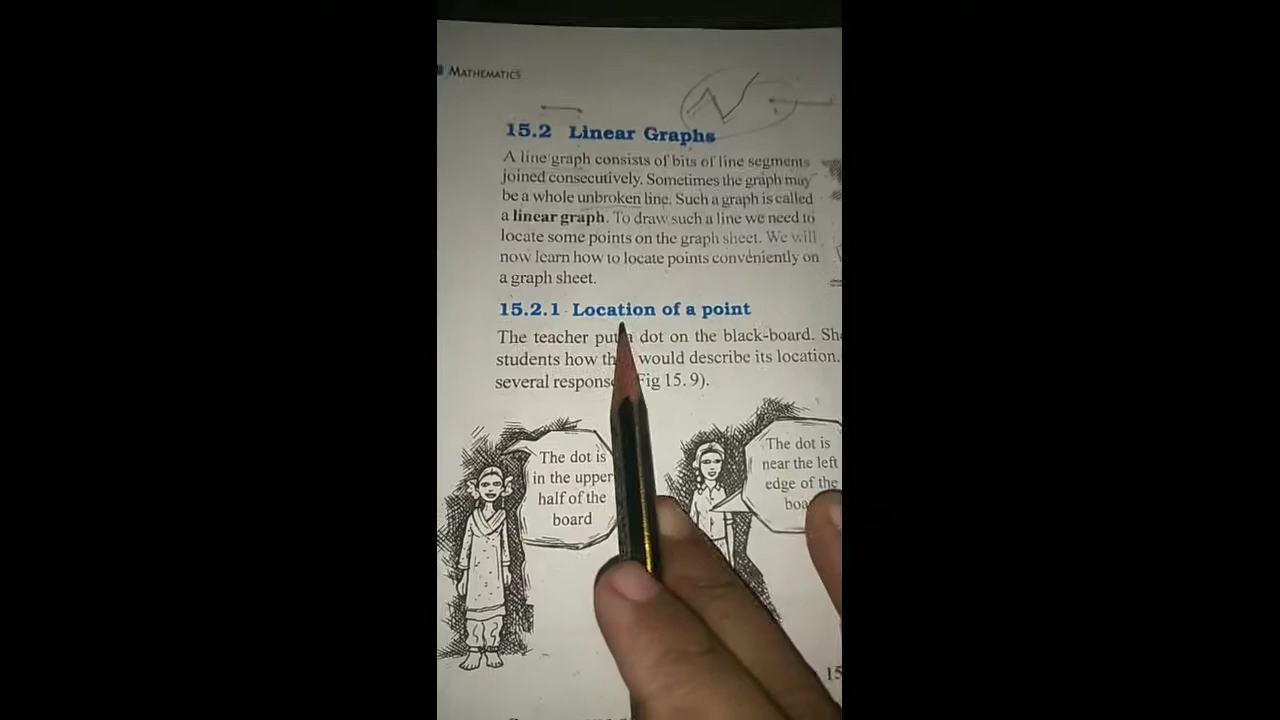 MATHEMATICS
15.2 Linear Graphs
A line graph consists of bits of line segments
joined consecutively. Sometimes the graph may
be a whole unbroken line. Such a graph is called
a linear graph. To draw such a line we need to
locate some points on the graph sheet. We will
now learn how to locate points conveniently on
a graph sheet.
15.2.1 Location of a point
The teacher put dot on the black-board. Sh
students how would describe its location.
several Fig 15. 9).
The dot is
in the upper
half of the
board
The dot is
near the left
edge of the
15